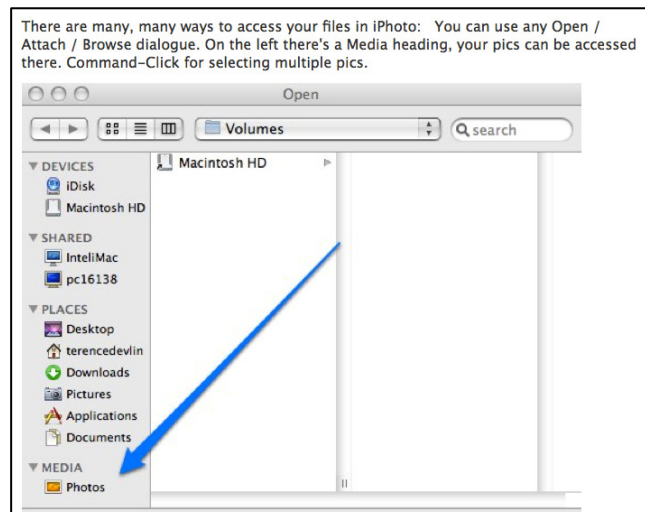 There are many, many ways to access your files in iPhoto:   You can use any Open /
Attach / Browse dialogue. On the left there's a Media heading, your pics can be accessed
there. Command-Click for selecting multiple pics.
Open
Volumes
search
DEVICES
iDisk
Macintosh HD
SHARED
InteliMac
pc16138
PLACES
Desktop
terencedevlin
Downloads
Pictures
Applications
Documents
MEDIA
Photos
Macintosh HD